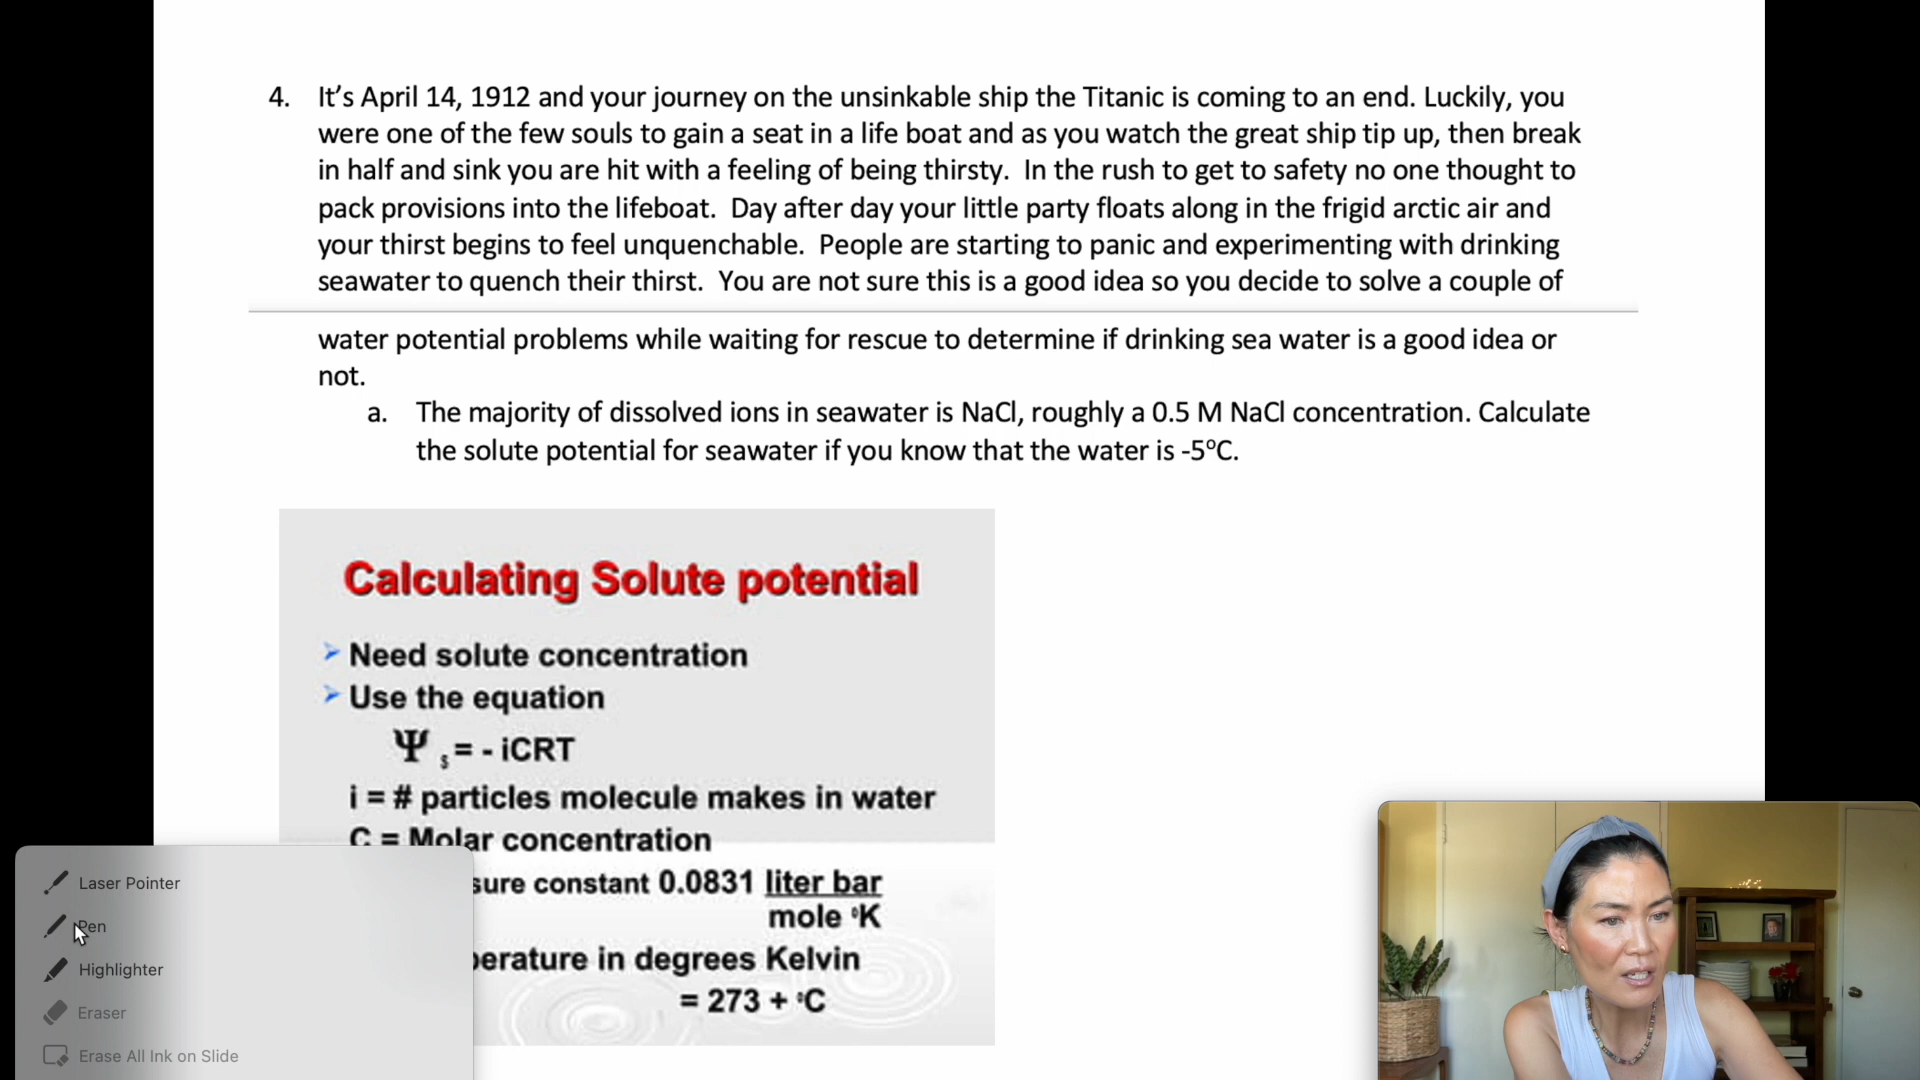 4. It's April 14, 1912 and your journey on the unsinkable ship the Titanic is coming to an end. Luckily, you
were one of the few souls to gain a seat in a life boat and as you watch the great ship tip up, then break
in half and sink you are hit with a feeling of being thirsty. In the rush to get to safety no one thought to
pack provisions into the lifeboat. Day after day your little party floats along in the frigid arctic air and
your thirst begins to feel unquenchable. People are starting to panic and experimenting with drinking
seawater to quench their thirst. You are not sure this is a good idea so you decide to solve a couple of
water potential problems while waiting for rescue to determine if drinking sea water is a good idea or
not.
a. The majority of dissolved ions in seawater is NaCl, roughly a 0.5 M NaCl concentration. Calculate
the solute potential for seawater if you know that the water is -5°C.
Calculating Solute potential
➢ Need solute concentration
➢ Use the equation
Ψ s = - iCRT
i = # particles molecule makes in water
C = Molar concentration
sure constant 0.0831 liter bar
mole °K
erature in degrees Kelvin
= 273 + °C
Laser Pointer
Pen
Highlighter
Eraser
Erase All Ink on Slide